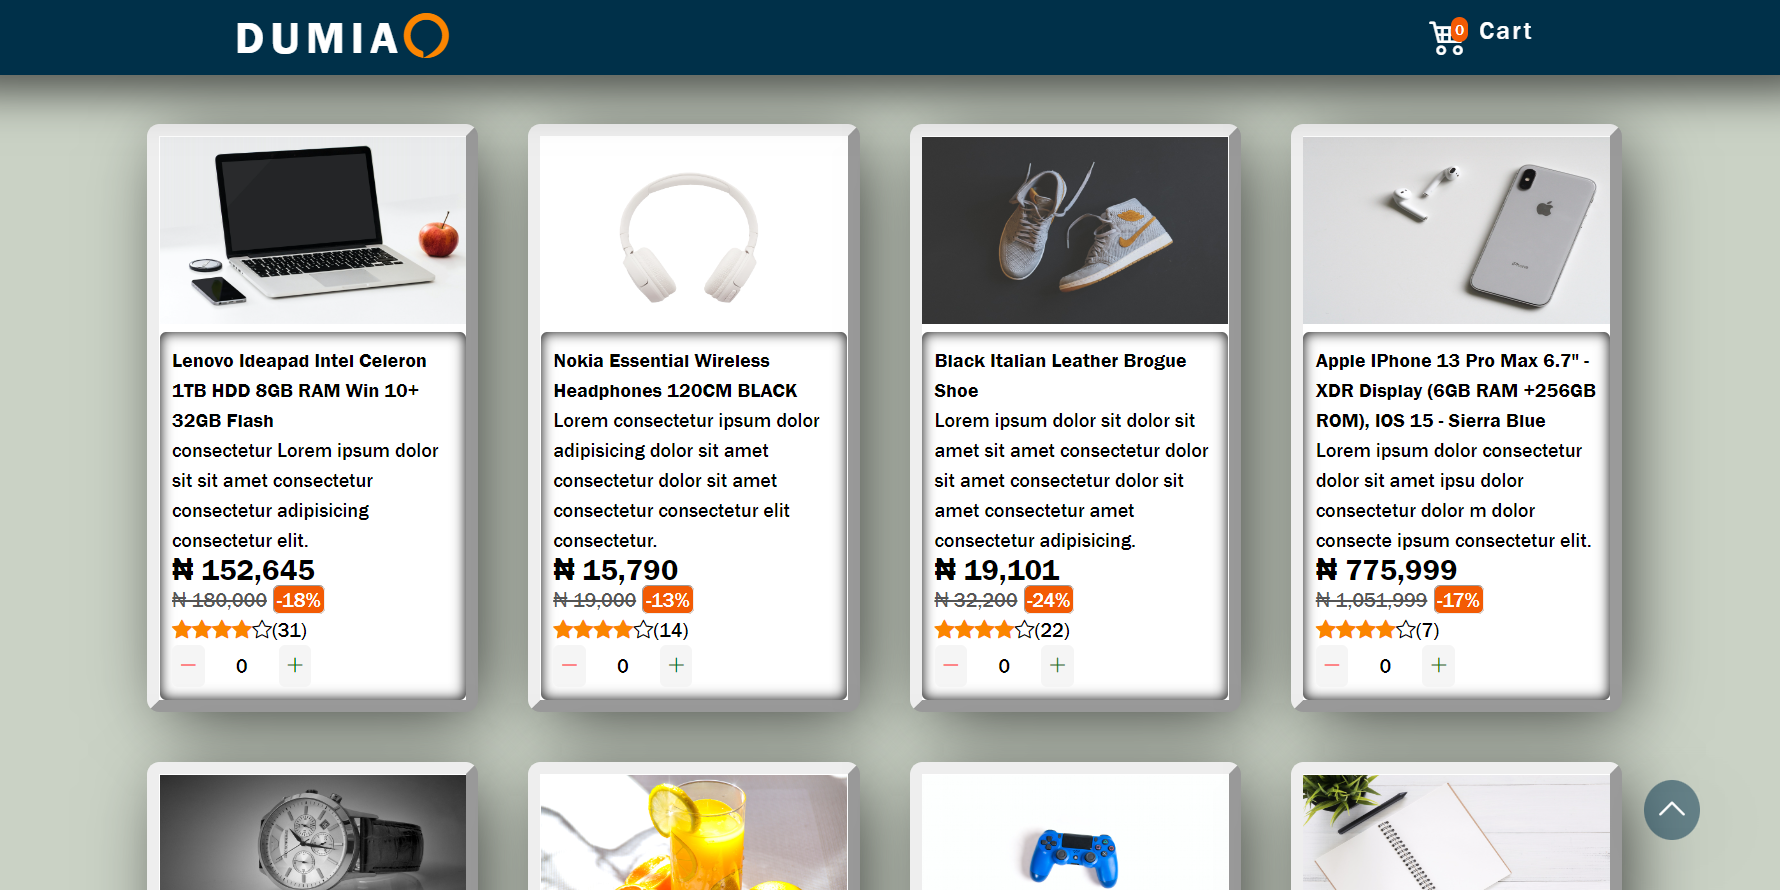 DUMIA
0 Cart
Lenovo Ideapad Intel Celeron
1TB HDD 8GB RAM Win 10+
32GB Flash
consectetur Lorem ipsum dolor
sit sit amet consectetur
consectetur adipisicing
consectetur elit.
₦ 152,645
₦ 180,000 -18%
(31)
− 0 +
Nokia Essential Wireless
Headphones 120CM BLACK
Lorem consectetur ipsum dolor
adipisicing dolor sit amet
consectetur dolor sit amet
consectetur consectetur elit
consectetur.
₦ 15,790
₦ 19,000 -13%
(14)
− 0 +
Black Italian Leather Brogue
Shoe
Lorem ipsum dolor sit dolor sit
amet sit amet consectetur dolor
sit amet consectetur dolor sit
amet consectetur amet
consectetur adipisicing.
₦ 19,101
₦ 32,200 -24%
(22)
− 0 +
Apple IPhone 13 Pro Max 6.7" -
XDR Display (6GB RAM +256GB
ROM), IOS 15 - Sierra Blue
Lorem ipsum dolor consectetur
dolor sit amet ipsu dolor
consectetur dolor m dolor
consecte ipsum consectetur elit.
₦ 775,999
₦ 1,051,999 -17%
(7)
− 0 +